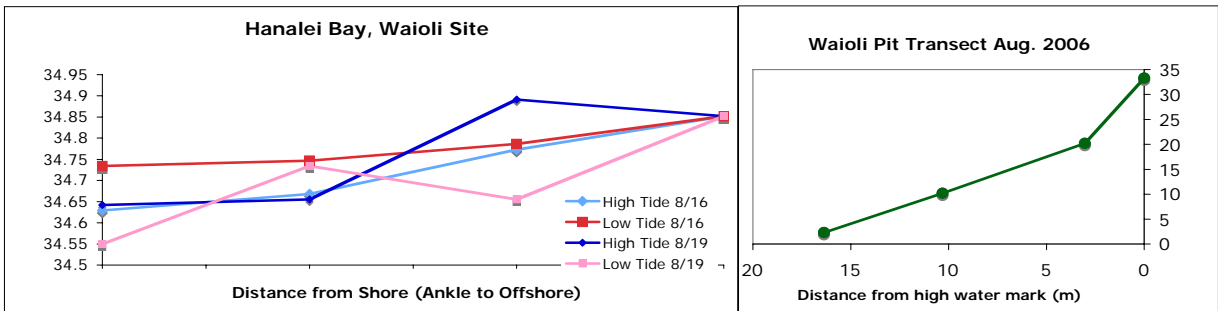 Hanalei Bay, Waioli Site
34.95
34.9
34.85
34.8
34.75
34.7
34.65
34.6
34.55
34.5
High Tide 8/16
Low Tide 8/16
High Tide 8/19
Low Tide 8/19
Distance from Shore (Ankle to Offshore)
Waioli Pit Transect Aug. 2006
35
30
25
20
15
10
5
0
20 15 10 5 0
Distance from high water mark (m)